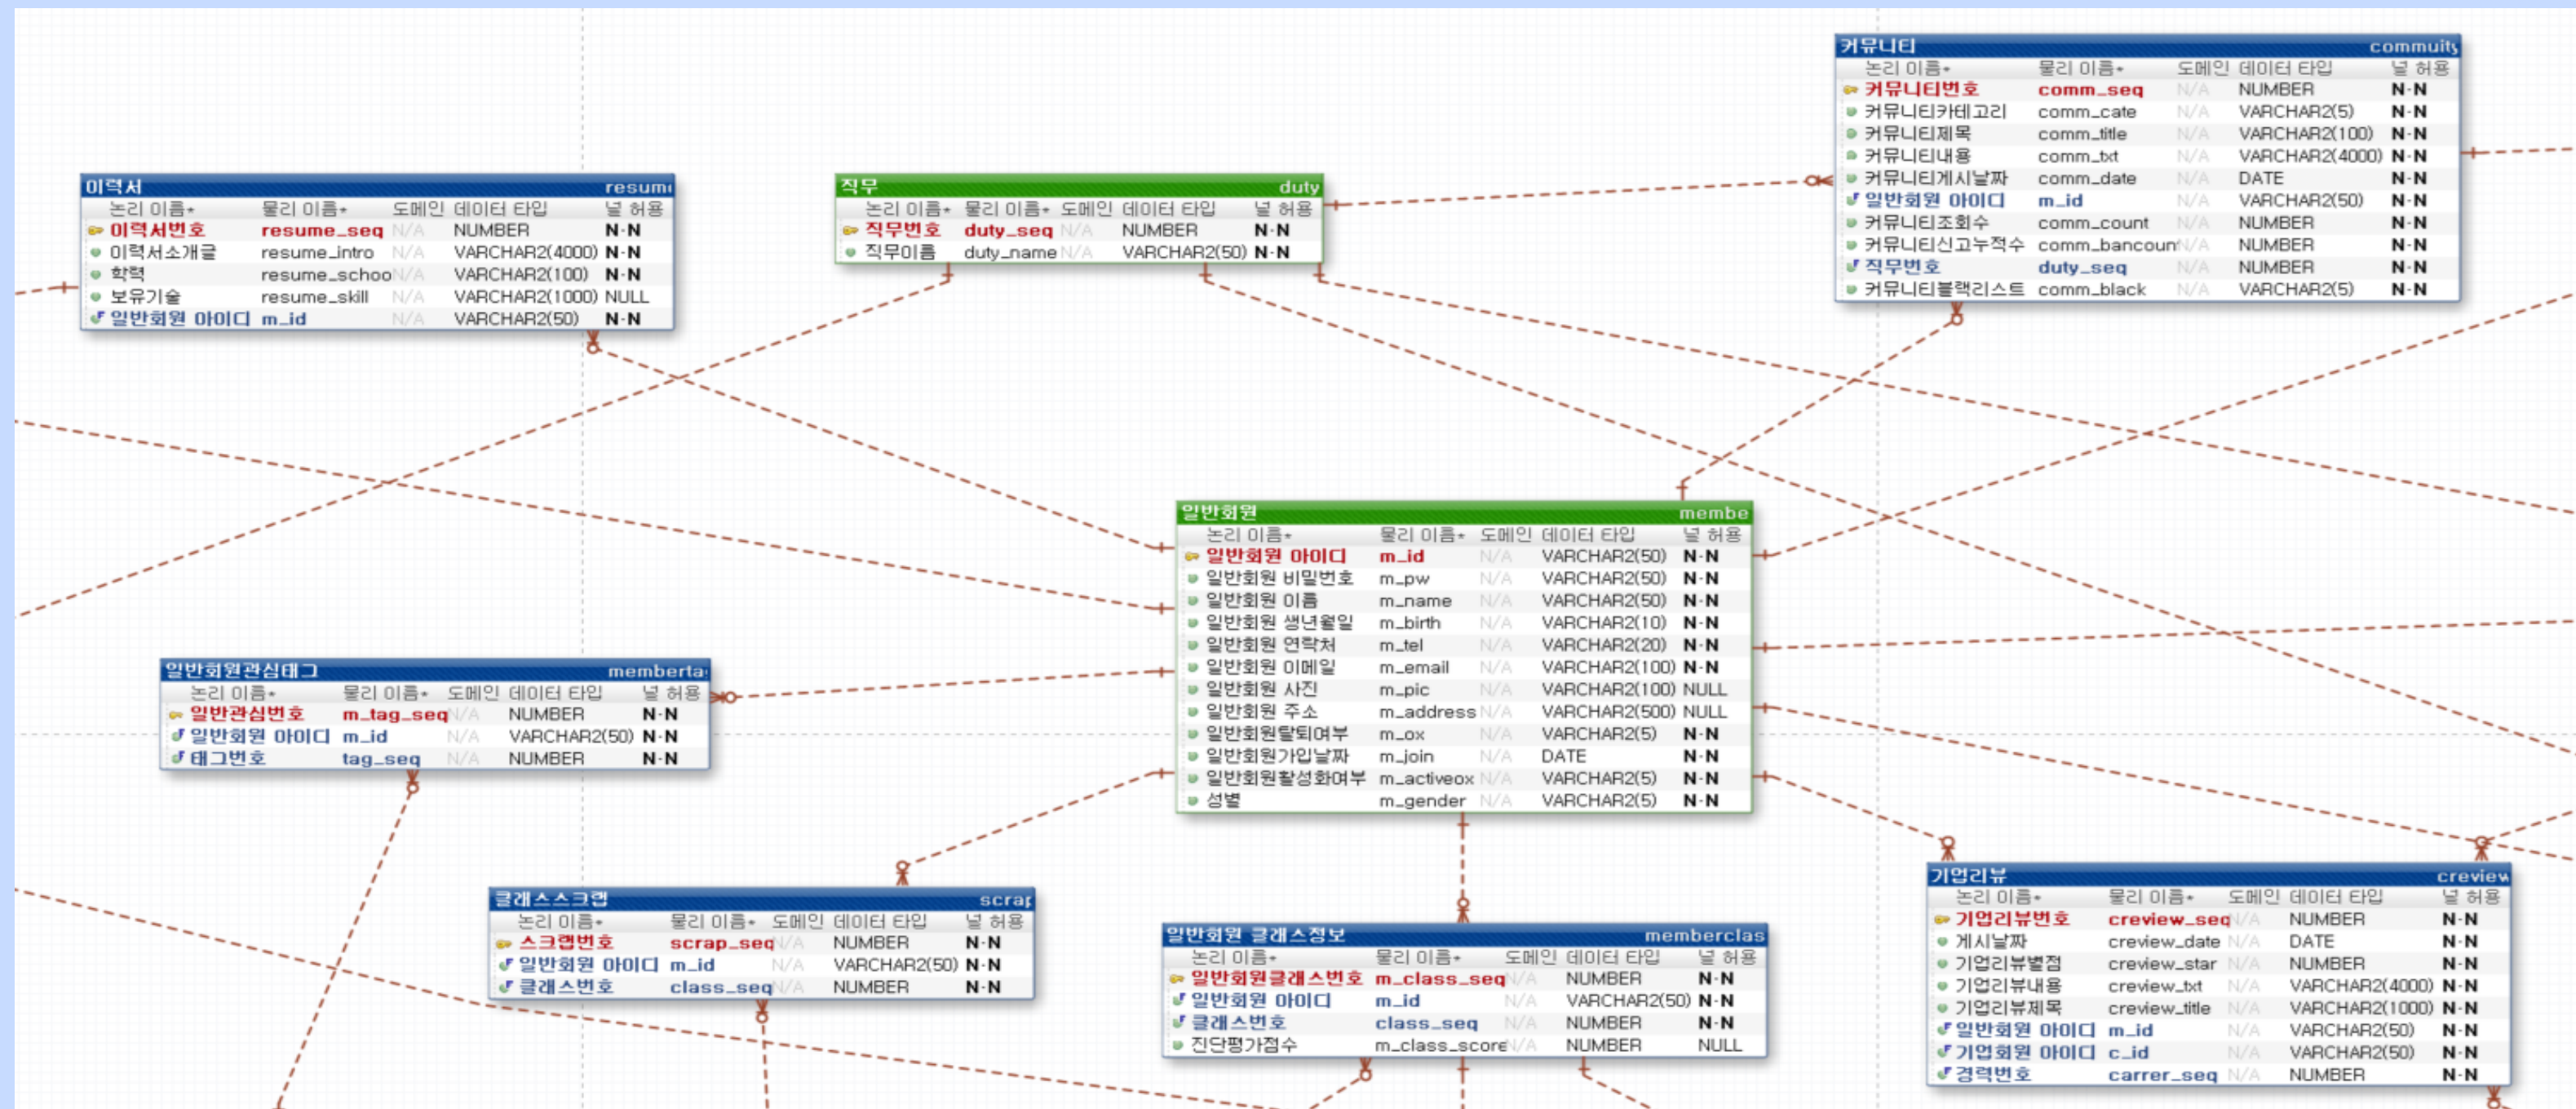 커뮤니티 commuity
논리 이름* 물리 이름* 도메인 데이터 타입 널 허용
커뮤니티번호 comm_seq N/A NUMBER N-N
커뮤니티카테고리 comm_cate N/A VARCHAR2(5) N-N
커뮤니티제목 comm_title N/A VARCHAR2(100) N-N
커뮤니티내용 comm_txt N/A VARCHAR2(4000) N-N
커뮤니티게시날짜 comm_date N/A DATE N-N
일반회원 아이디 m_id N/A VARCHAR2(50) N-N
커뮤니티조회수 comm_count N/A NUMBER N-N
커뮤니티신고누적수 comm_bancoun N/A NUMBER N-N
직무번호 duty_seq N/A NUMBER N-N
커뮤니티블랙리스트 comm_black N/A VARCHAR2(5) N-N
이력서 resum
논리 이름* 물리 이름* 도메인 데이터 타입 널 허용
이력서번호 resume_seq N/A NUMBER N-N
이력서소개글 resume_intro N/A VARCHAR2(4000) N-N
학력 resume_schoo N/A VARCHAR2(100) N-N
보유기술 resume_skill N/A VARCHAR2(1000) NULL
일반회원 아이디 m_id N/A VARCHAR2(50) N-N
직무 duty
논리 이름* 물리 이름* 도메인 데이터 타입 널 허용
직무번호 duty_seq N/A NUMBER N-N
직무이름 duty_name N/A VARCHAR2(50) N-N
일반회원 membe
논리 이름* 물리 이름* 도메인 데이터 타입 널 허용
일반회원 아이디 m_id N/A VARCHAR2(50) N-N
일반회원 비밀번호 m_pw N/A VARCHAR2(50) N-N
일반회원 이름 m_name N/A VARCHAR2(50) N-N
일반회원 생년월일 m_birth N/A VARCHAR2(10) N-N
일반회원 연락처 m_tel N/A VARCHAR2(20) N-N
일반회원 이메일 m_email N/A VARCHAR2(100) N-N
일반회원 사진 m_pic N/A VARCHAR2(100) NULL
일반회원 주소 m_address N/A VARCHAR2(500) NULL
일반회원탈퇴여부 m_ox N/A VARCHAR2(5) N-N
일반회원가입날짜 m_join N/A DATE N-N
일반회원활성화여부 m_activeox N/A VARCHAR2(5) N-N
성별 m_gender N/A VARCHAR2(5) N-N
일반회원관심태그 memberta
논리 이름* 물리 이름* 도메인 데이터 타입 널 허용
일반관심번호 m_tag_seq N/A NUMBER N-N
일반회원 아이디 m_id N/A VARCHAR2(50) N-N
태그번호 tag_seq N/A NUMBER N-N
클래스스크랩 scrap
논리 이름* 물리 이름* 도메인 데이터 타입 널 허용
스크랩번호 scrap_seq N/A NUMBER N-N
일반회원 아이디 m_id N/A VARCHAR2(50) N-N
클래스번호 class_seq N/A NUMBER N-N
일반회원 클래스정보 memberclas
논리 이름* 물리 이름* 도메인 데이터 타입 널 허용
일반회원클래스번호 m_class_seq N/A NUMBER N-N
일반회원 아이디 m_id N/A VARCHAR2(50) N-N
클래스번호 class_seq N/A NUMBER N-N
진단평가점수 m_class_score N/A NUMBER NULL
기업리뷰 creview
논리 이름* 물리 이름* 도메인 데이터 타입 널 허용
기업리뷰번호 creview_seq N/A NUMBER N-N
게시날짜 creview_date N/A DATE N-N
기업리뷰별점 creview_star N/A NUMBER N-N
기업리뷰내용 creview_txt N/A VARCHAR2(4000) N-N
기업리뷰제목 creview_title N/A VARCHAR2(1000) N-N
일반회원 아이디 m_id N/A VARCHAR2(50) N-N
기업회원 아이디 c_id N/A VARCHAR2(50) N-N
경력번호 carrer_seq N/A NUMBER N-N